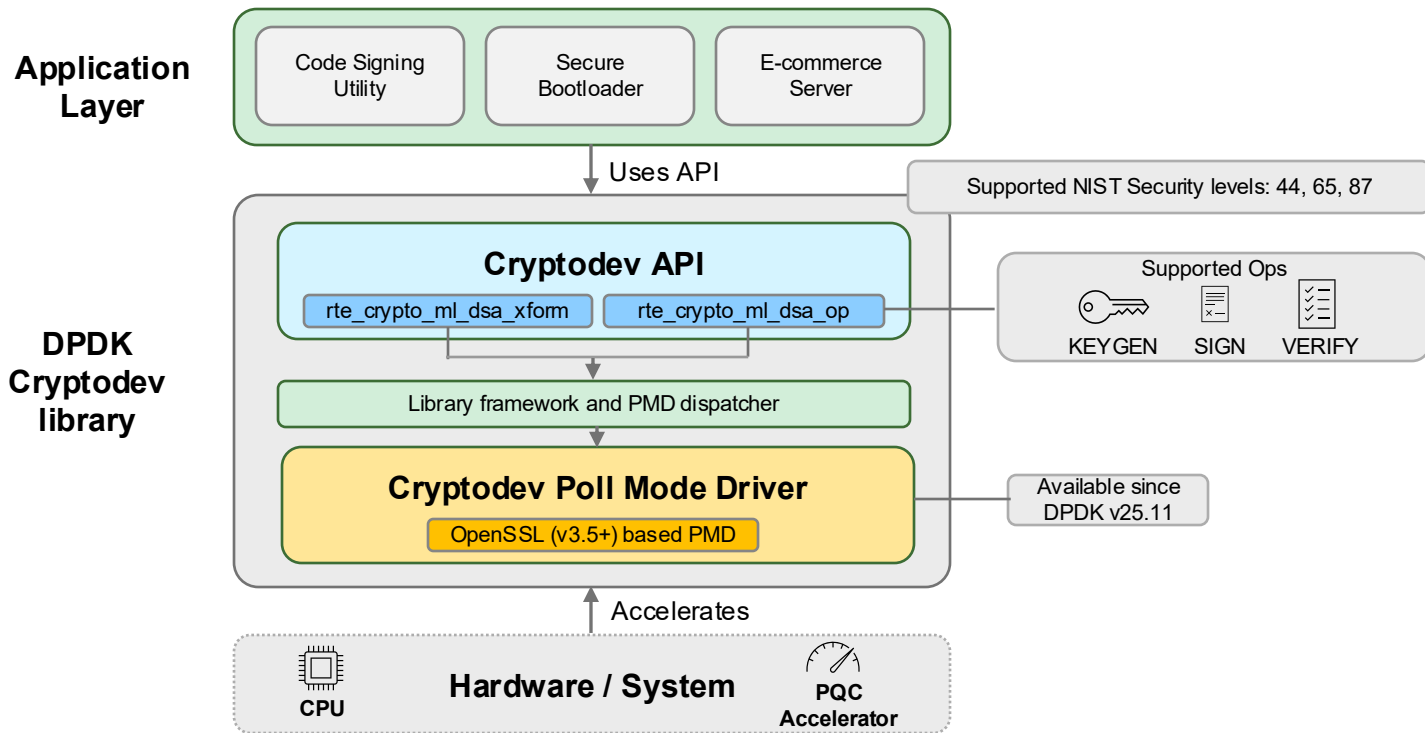 Application
Layer
Code Signing
Utility
Secure
Bootloader
E-commerce
Server
Uses API
Supported NIST Security levels: 44, 65, 87
DPDK
Cryptodev
library
Cryptodev API
rte_crypto_ml_dsa_xform
rte_crypto_ml_dsa_op
Supported Ops
KEYGEN
SIGN
VERIFY
Library framework and PMD dispatcher
Cryptodev Poll Mode Driver
OpenSSL (v3.5+) based PMD
Available since
DPDK v25.11
Accelerates
CPU
Hardware / System
PQC
Accelerator